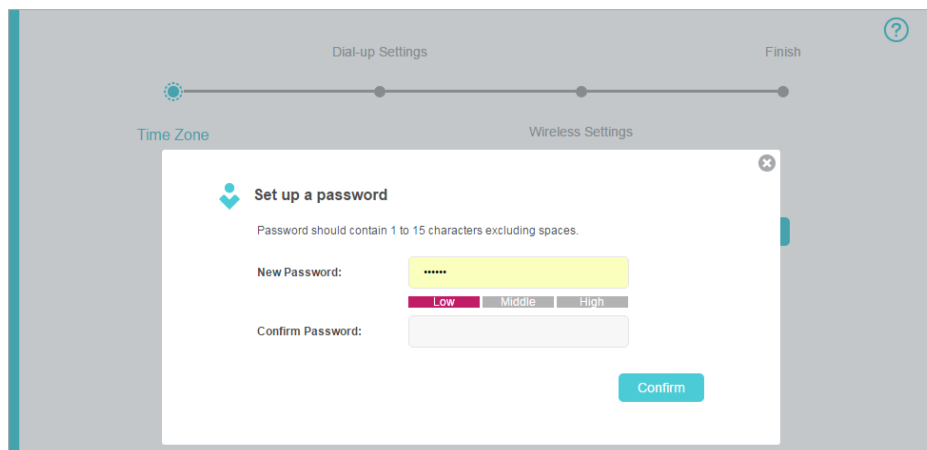 ?
Dial-up Settings
Finish
Time Zone
Wireless Settings
Set up a password
Password should contain 1 to 15 characters excluding spaces.
New Password:
••••••
Low Middle High
Confirm Password:
Confirm